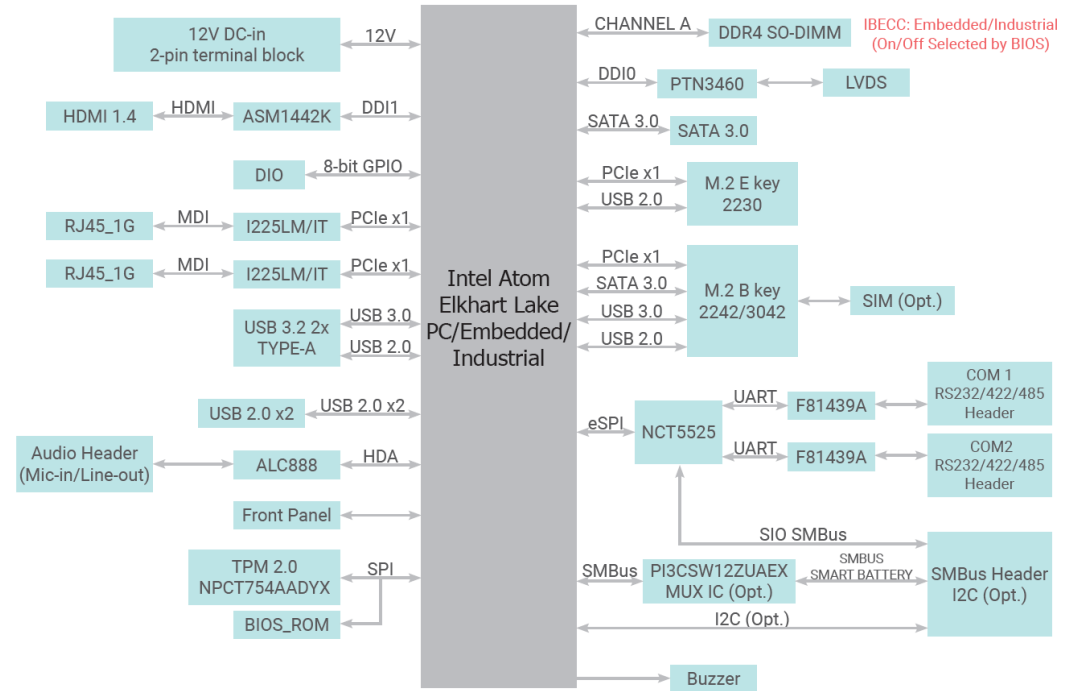 12V DC-in
2-pin terminal block
12V
HDMI 1.4
HDMI
ASM1442K
DDI1
DIO
8-bit GPIO
RJ45_1G
MDI
I225LM/IT
PCIe x1
RJ45_1G
MDI
I225LM/IT
PCIe x1
USB 3.2 2x
TYPE-A
USB 3.0
USB 2.0
USB 2.0 x2
USB 2.0 x2
Audio Header
(Mic-in/Line-out)
ALC888
HDA
Front Panel
TPM 2.0
NPCT754AADYX
SPI
BIOS_ROM
Intel Atom
Elkhart Lake
PC/Embedded/
Industrial
CHANNEL A
DDR4 SO-DIMM
IBECC: Embedded/Industrial
(On/Off Selected by BIOS)
DDI0
PTN3460
LVDS
SATA 3.0
SATA 3.0
PCIe x1
USB 2.0
M.2 E key
2230
PCIe x1
SATA 3.0
USB 3.0
USB 2.0
M.2 B key
2242/3042
SIM (Opt.)
eSPI
NCT5525
UART
F81439A
COM 1
RS232/422/485
Header
UART
F81439A
COM2
RS232/422/485
Header
SIO SMBus
SMBus
PI3CSW12ZUAEX
MUX IC (Opt.)
SMBUS
SMART BATTERY
SMBus Header
I2C (Opt.)
I2C (Opt.)
Buzzer